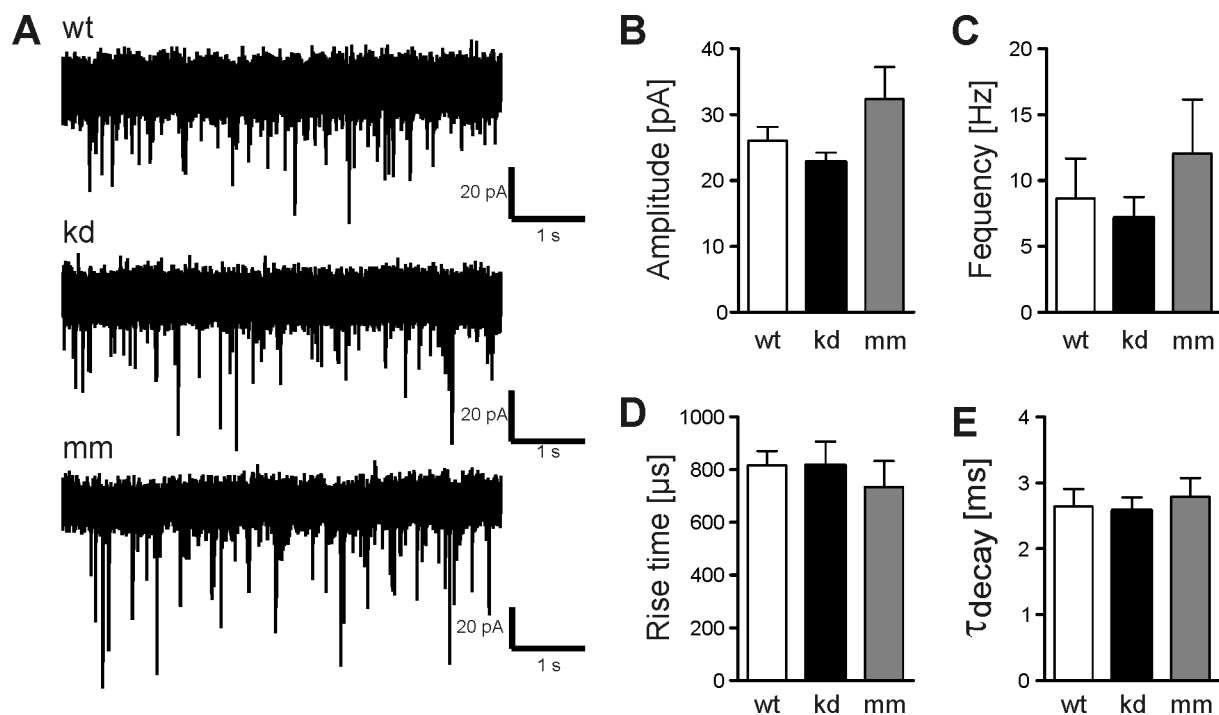 A
wt
20 pA
1 s
kd
20 pA
1 s
mm
20 pA
1 s
B
Amplitude [pA]
40
30
20
10
0
wt kd mm
C
Fequency [Hz]
20
15
10
5
0
wt kd mm
D
Rise time [µs]
1000
800
600
400
200
0
wt kd mm
E
τdecay [ms]
4
3
2
1
0
wt kd mm